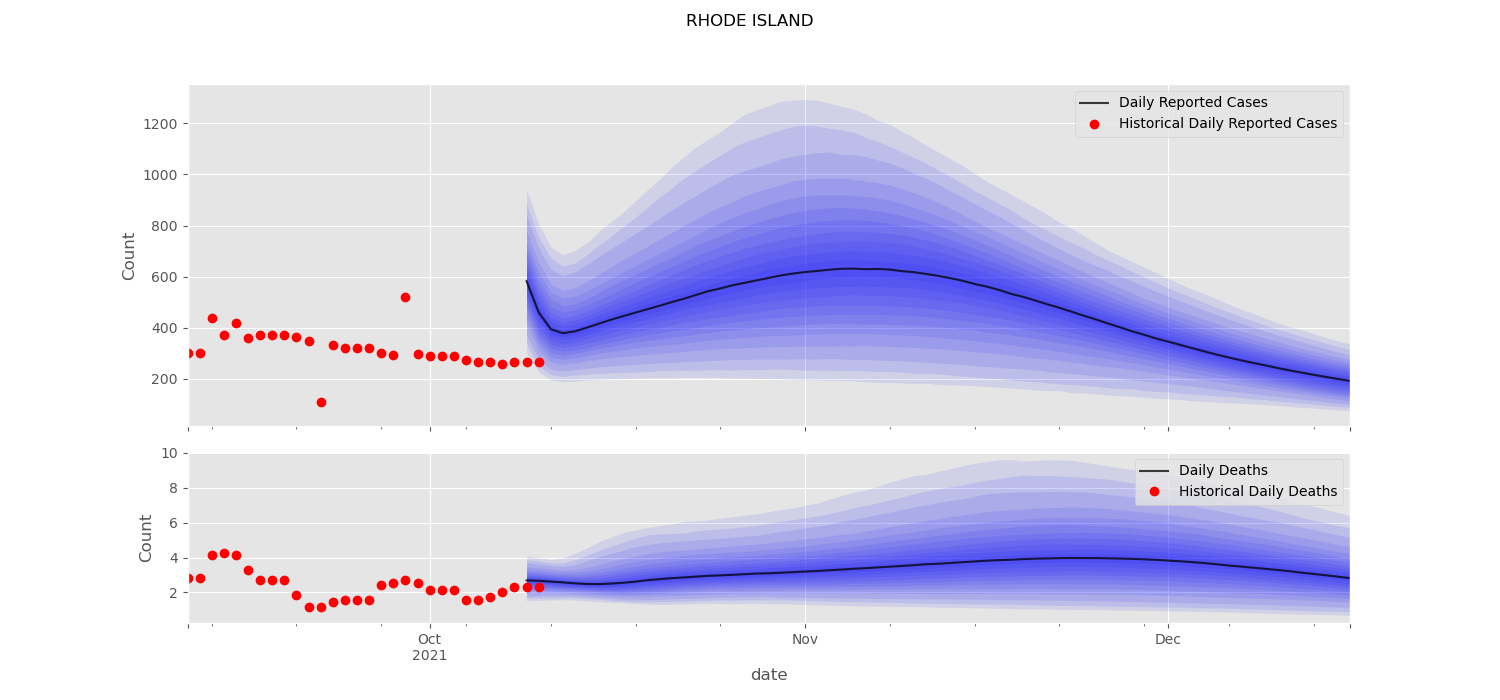 RHODE ISLAND
Daily Reported Cases
Historical Daily Reported Cases
1200
1000
800
600
400
200
Count
Daily Deaths
Historical Daily Deaths
10
8
6
4
2
Count
Oct
2021
Nov
Dec
date